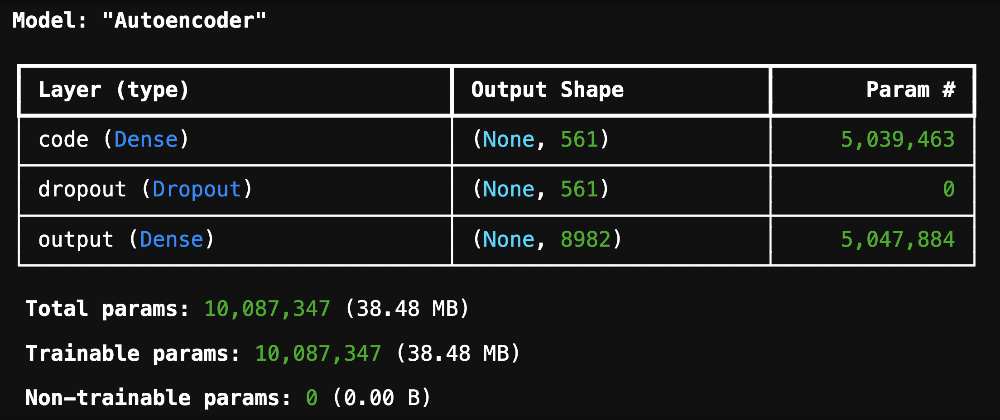 Model: "Autoencoder"
Layer (type) Output Shape Param #
code (Dense) (None, 561) 5,039,463
dropout (Dropout) (None, 561) 0
output (Dense) (None, 8982) 5,047,884
Total params: 10,087,347 (38.48 MB)
Trainable params: 10,087,347 (38.48 MB)
Non-trainable params: 0 (0.00 B)